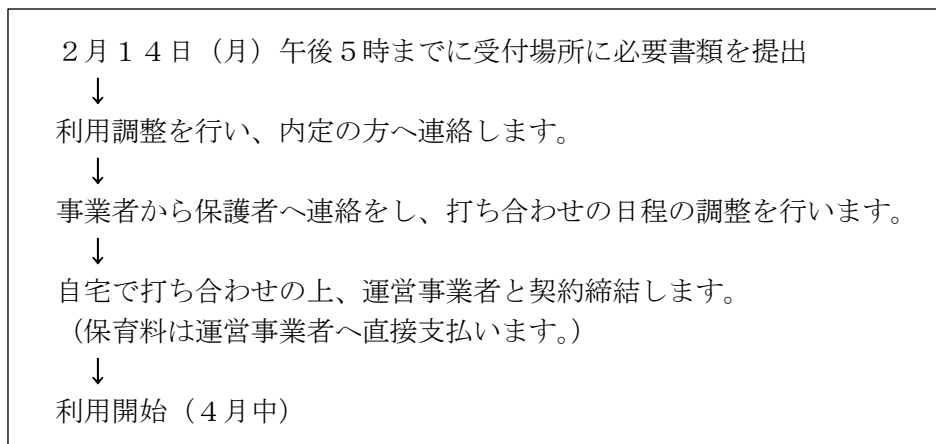 ２月１４日（月）午後５時までに受付場所に必要書類を提出
↓
利用調整を行い、内定の方へ連絡します。
↓
事業者から保護者へ連絡をし、打ち合わせの日程の調整を行います。
↓
自宅で打ち合わせの上、運営事業者と契約締結します。
（保育料は運営事業者へ直接支払います。）
↓
利用開始（４月中）